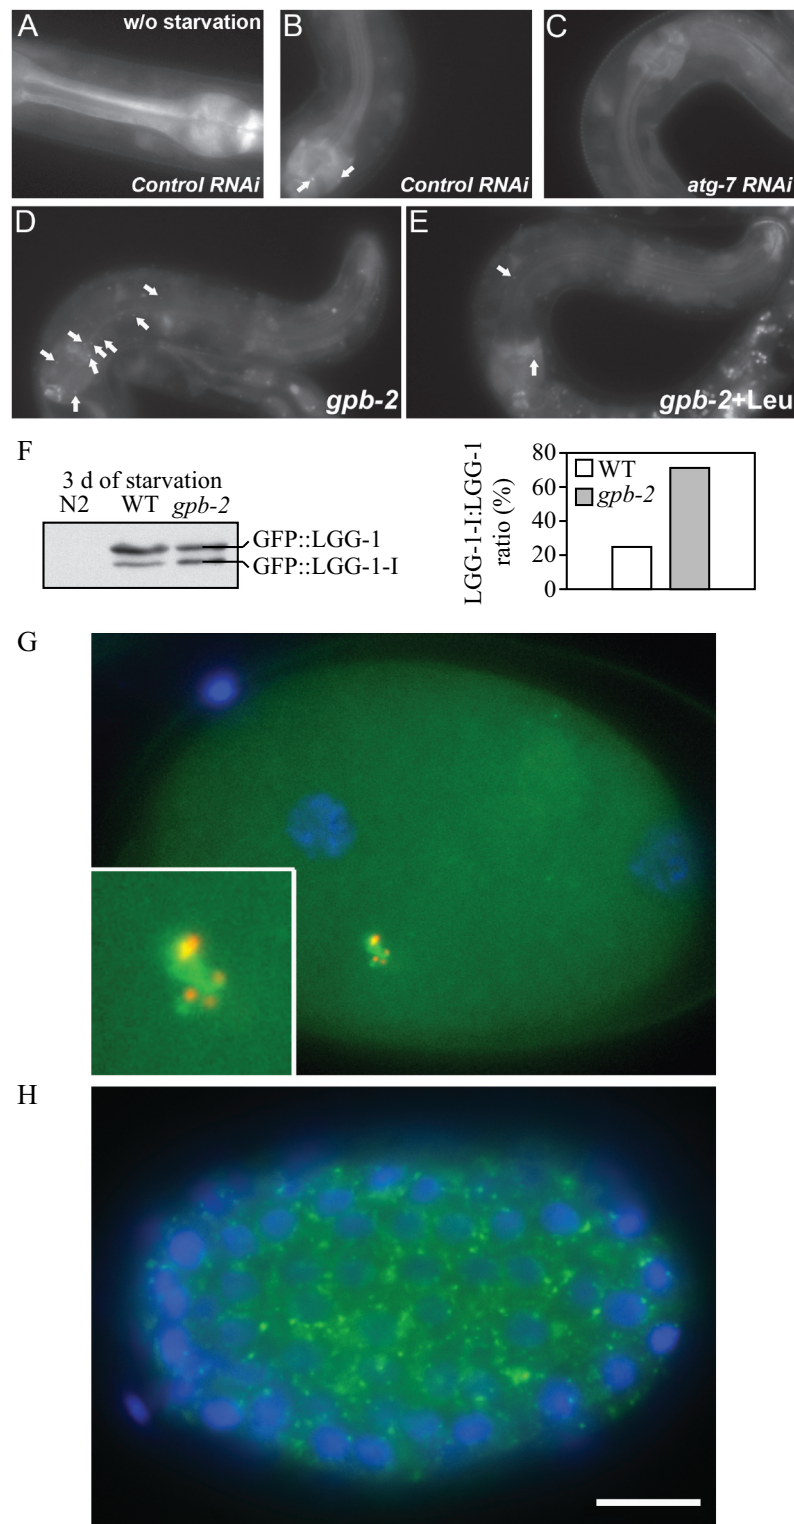 A
w/o starvation
Control RNAi
B
Control RNAi
C
atg-7 RNAi
D
gpb-2
E
gpb-2+Leu
F
3 d of starvation
N2 WT gpb-2
GFP::LGG-1
GFP::LGG-1-I
LGG-1-I:LGG-1
ratio (%)
80
60
40
20
0
WT
gpb-2
G
H